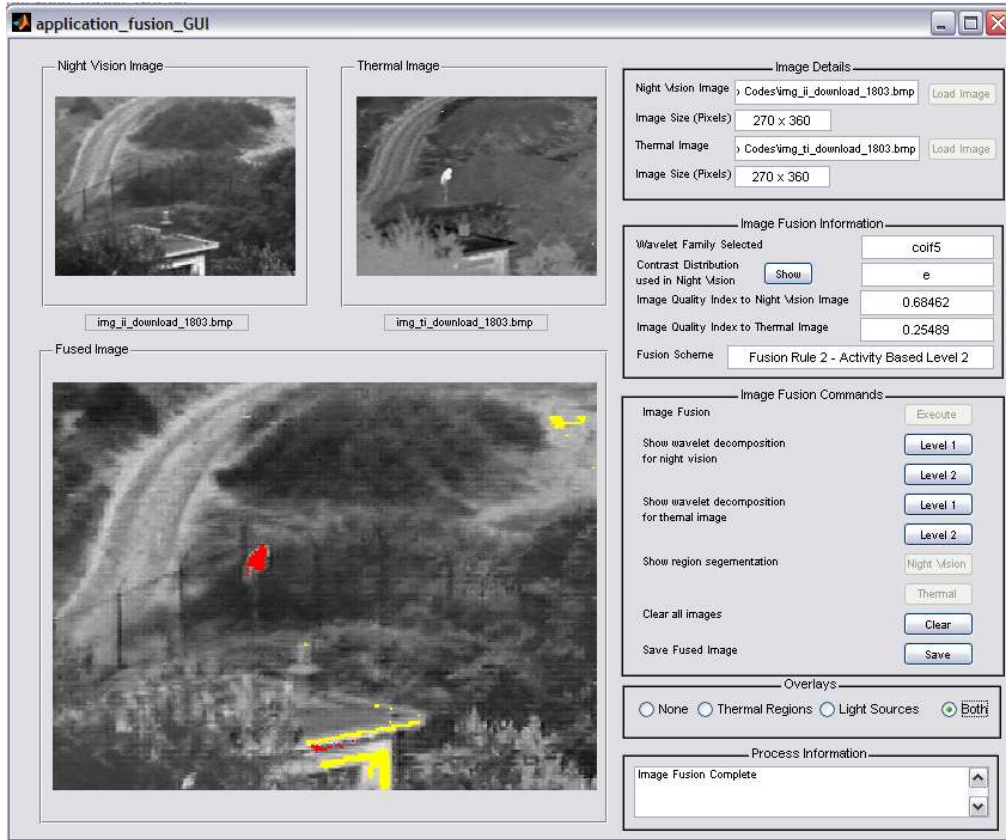 application_fusion_GUI
Night Vision Image
Thermal Image
img_ii_download_1803.bmp
img_ti_download_1803.bmp
Fused Image
Image Details
Night Vision Image
Codes\img_ii_download_1803.bmp
Load Image
Image Size (Pixels)
270 x 360
Thermal Image
Codes\img_ti_download_1803.bmp
Load Image
Image Size (Pixels)
270 x 360
Image Fusion Information
Wavelet Family Selected
coif5
Contrast Distribution
used in Night Vision
Show
e
Image Quality Index to Night Vision Image
0.68462
Image Quality Index to Thermal Image
0.25489
Fusion Scheme
Fusion Rule 2 - Activity Based Level 2
Image Fusion Commands
Image Fusion
Execute
Show wavelet decomposition
for night vision
Level 1
Level 2
Show wavelet decomposition
for themal image
Level 1
Level 2
Show region segementation
Night Vision
Thermal
Clear all images
Clear
Save Fused Image
Save
Overlays
None
Thermal Regions
Light Sources
Both
Process Information
Image Fusion Complete